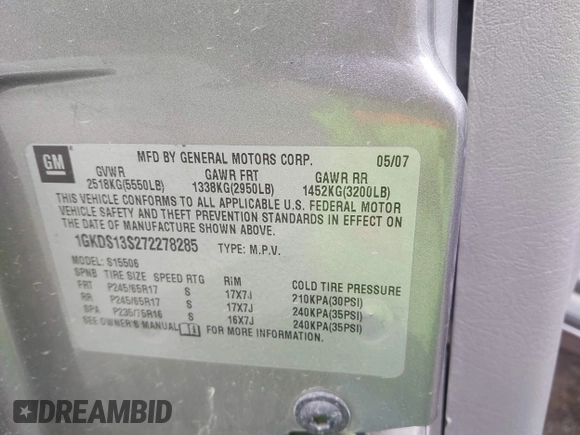 GM
MFD BY GENERAL MOTORS CORP. 05/07
GVWR GAWR FRT GAWR RR
2518KG(5550LB) 1338KG(2950LB) 1452KG(3200LB)
THIS VEHICLE CONFORMS TO ALL APPLICABLE U.S. FEDERAL MOTOR
VEHICLE SAFETY AND THEFT PREVENTION STANDARDS IN EFFECT ON
THE DATE OF MANUFACTURE SHOWN ABOVE.
1GKDS13S272278285 TYPE: M.P.V.
MODEL: S15506
SPNB TIRE SIZE SPEED RTG RIM COLD TIRE PRESSURE
FRT P245/65R17 S 17X7J 210KPA(30PSI)
RR P245/65R17 S 17X7J 240KPA(35PSI)
SPA P235/75R16 S 16X7J 240KPA(35PSI)
SEE OWNER'S MANUAL FOR MORE INFORMATION.
DREAMBID